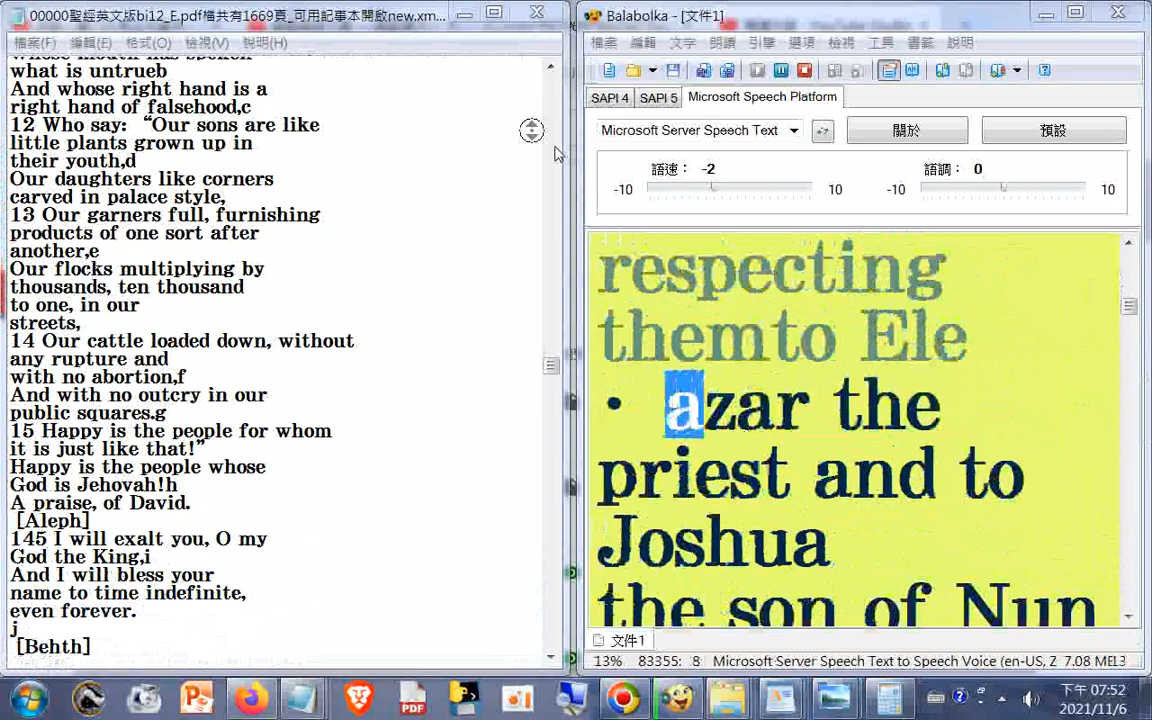 00000聖經英文版bi12_E.pdf檔共有1669頁_可用記事本開啟new.xm...
檔案(F) 編輯(E) 格式(O) 檢視(V) 說明(H)
whose mouth has spoken
what is untrueb
And whose right hand is a
right hand of falsehood,c
12 Who say: “Our sons are like
little plants grown up in
their youth,d
Our daughters like corners
carved in palace style,
13 Our garners full, furnishing
products of one sort after
another,e
Our flocks multiplying by
thousands, ten thousand
to one, in our
streets,
14 Our cattle loaded down, without
any rupture and
with no abortion,f
And with no outcry in our
public squares.g
15 Happy is the people for whom
it is just like that!”
Happy is the people whose
God is Jehovah!h
A praise, of David.
[Aleph]
145 I will exalt you, O my
God the King,i
And I will bless your
name to time indefinite,
even forever.
j
[Behth]
Balabolka - [文件1]
檔案 編輯 文字 朗讀 引擎 選項 檢視 工具 書籤 說明
SAPI 4 SAPI 5 Microsoft Speech Platform
Microsoft Server Speech Text 關於 預設
語速： -2 語調： 0
-10 10 -10 10
respecting
themto Ele
• azar the
priest and to
Joshua
the son of Nun
文件1
13% 83355: 8 Microsoft Server Speech Text to Speech Voice (en-US, Z 7.08 ME13
PDF
下午 07:52
2021/11/6